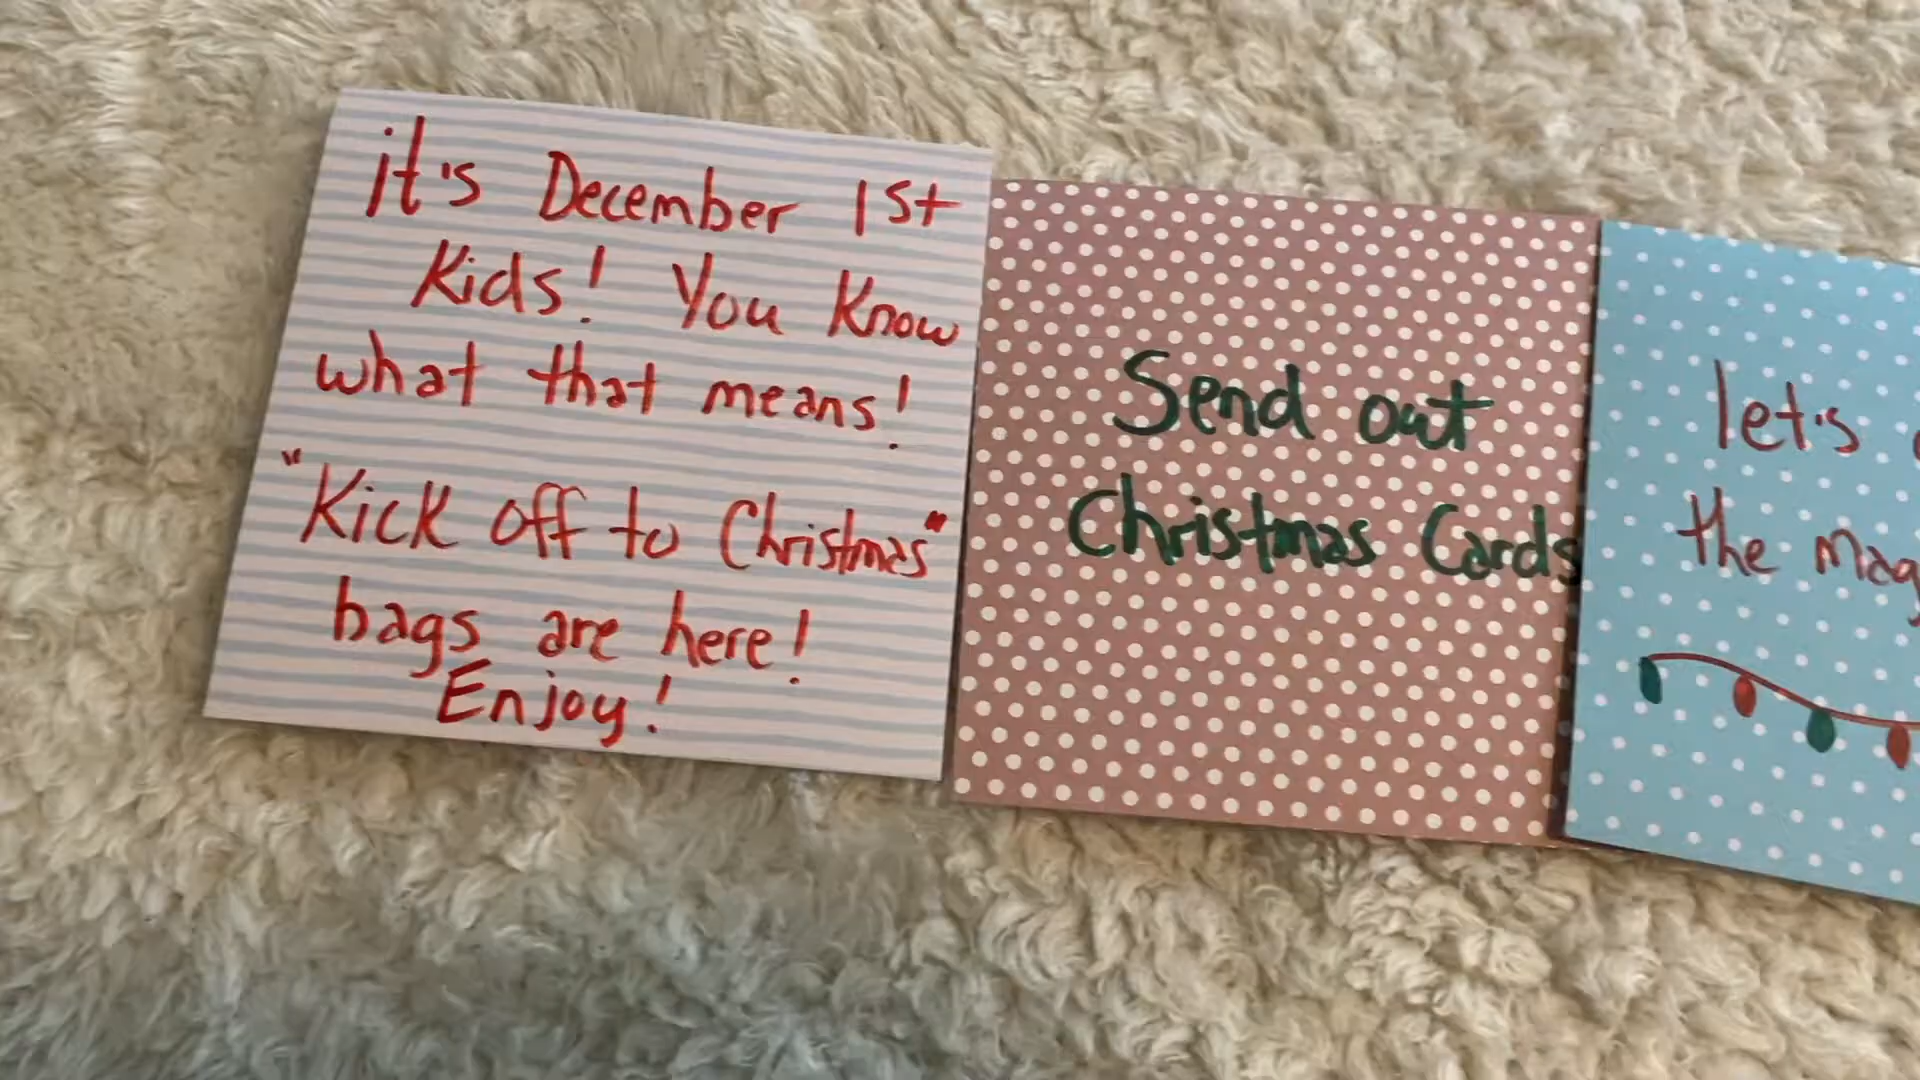 it's December 1st
Kids! You Know
what that means!
"Kick off to Christmas"
bags are here!
Enjoy!
Send out
Christmas Cards
let's
the